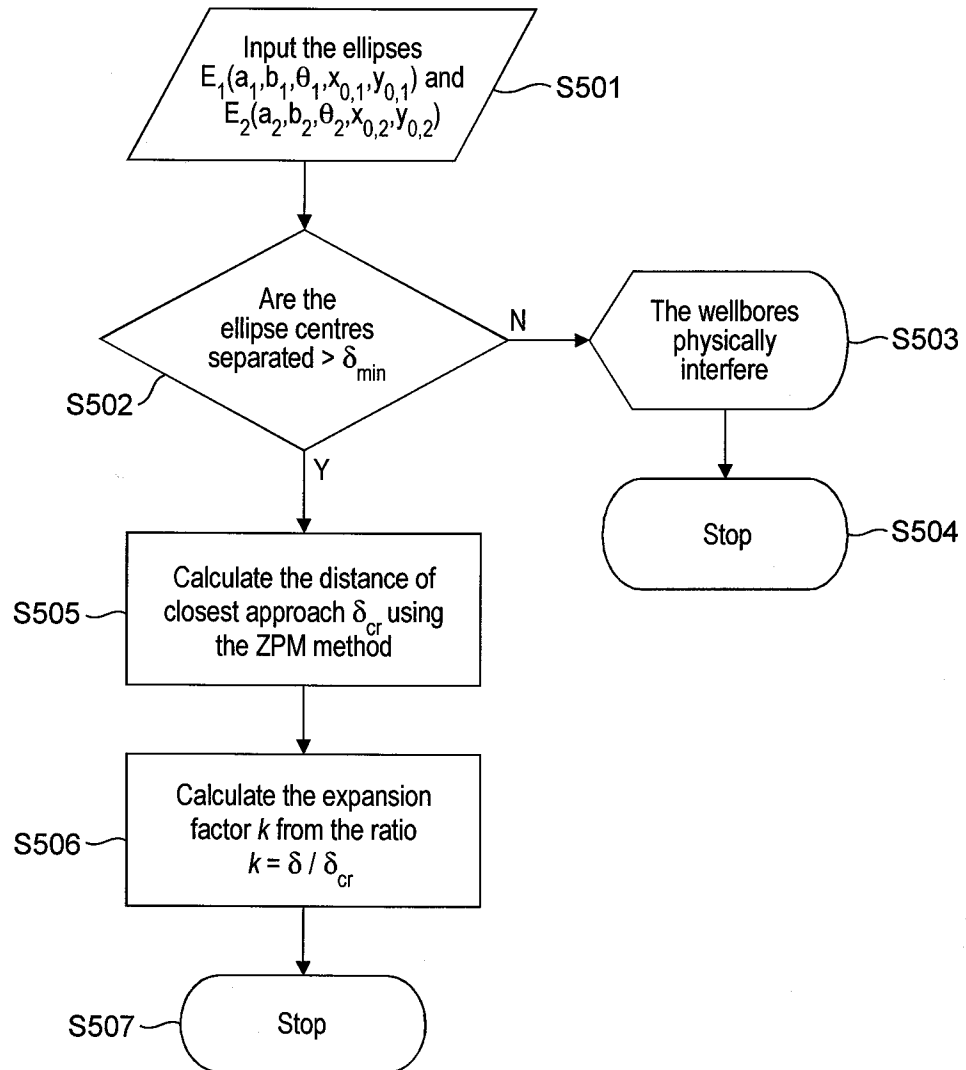 Input the ellipses
E₁(a₁,b₁,θ₁,x₀,₁,y₀,₁) and
E₂(a₂,b₂,θ₂,x₀,₂,y₀,₂)
S501
Are the
ellipse centres
separated > δmin
S502
N
The wellbores
physically
interfere
S503
Y
Stop
S504
Calculate the distance of
closest approach δcr using
the ZPM method
S505
Calculate the expansion
factor k from the ratio
k = δ / δcr
S506
Stop
S507